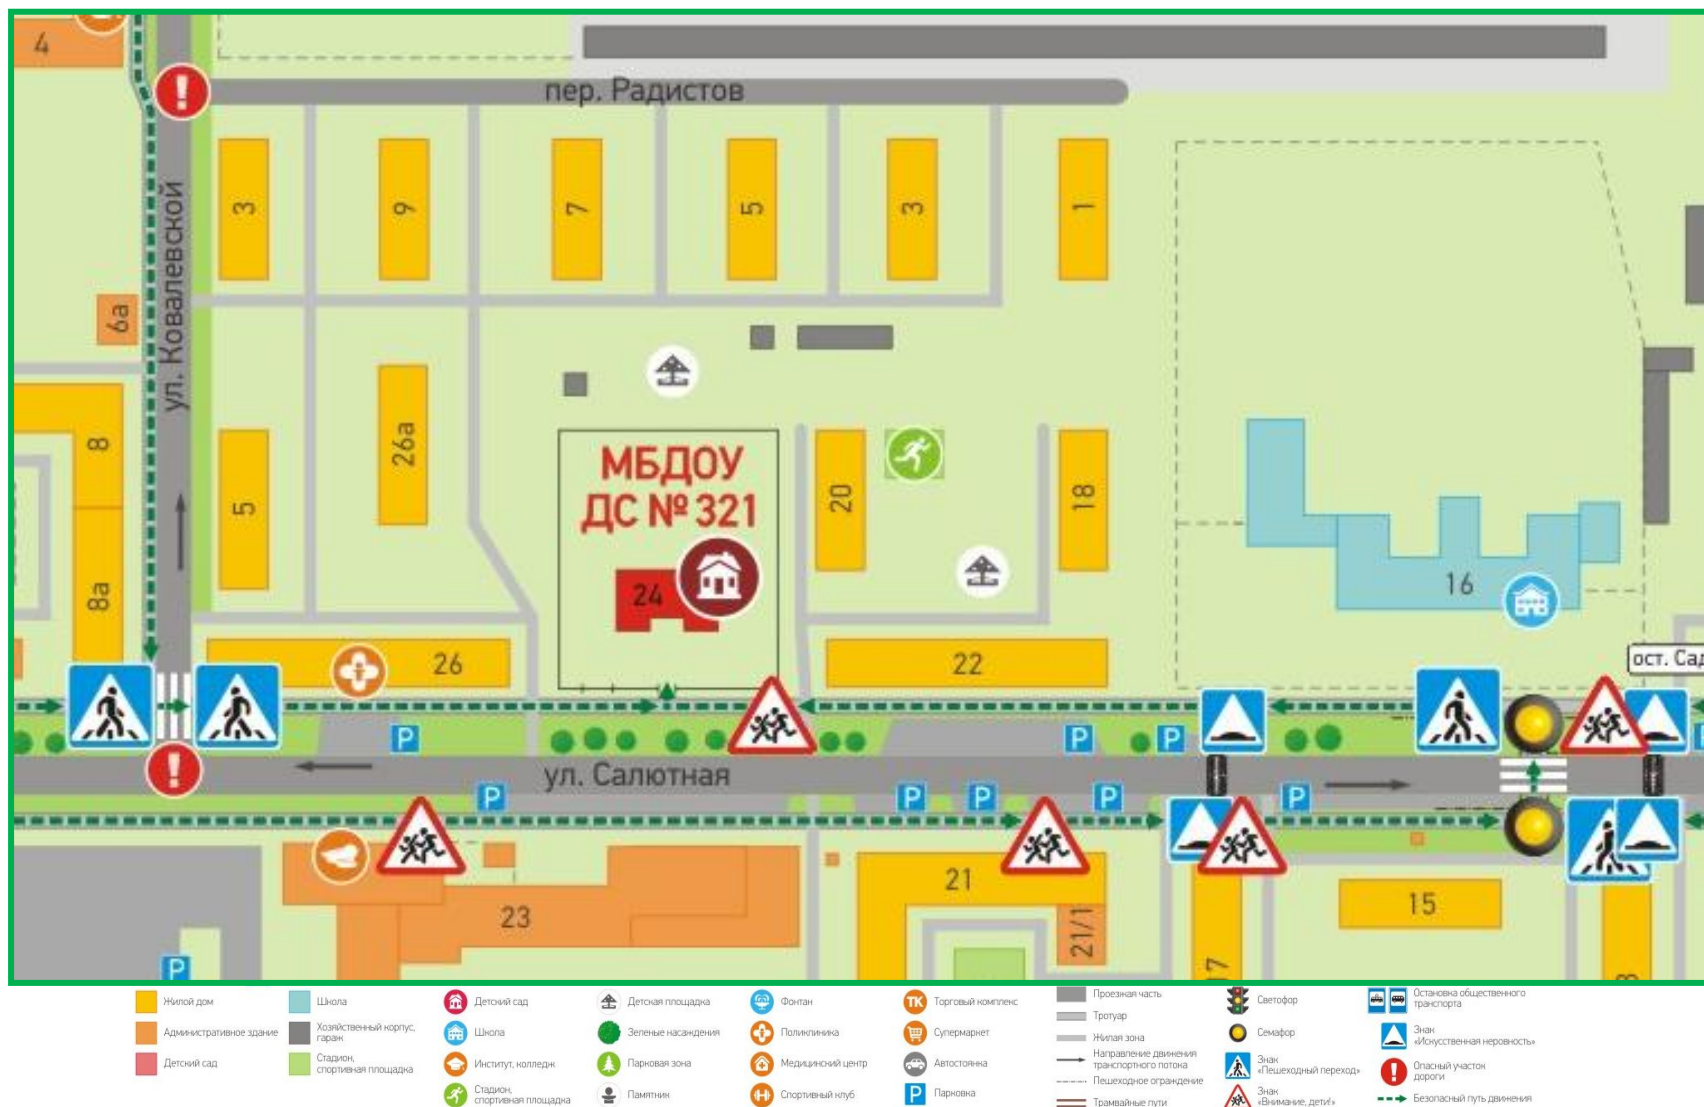 4
пер. Радистов
ул. Ковалевской
3
9
7
5
3
1
6а
8
8а
5
26а
МБДОУ
ДС № 321
24
20
18
16
26
22
ост. Сад
P
P
P
P
ул. Салютная
P
P
P
P
P
23
21
21/1
15
17
P
Жилой дом
Административное здание
Детский сад
Школа
Хозяйственный корпус,
гараж
Стадион,
спортивная площадка
Детский сад
Школа
Институт, колледж
Стадион,
спортивная площадка
Детская площадка
Зеленые насаждения
Парковая зона
Памятник
Фонтан
Поликлиника
Медицинский центр
Спортивный клуб
ТК
Торговый комплекс
Супермаркет
Автостоянка
P
Парковка
Проезжая часть
Тротуар
Жилая зона
Направление движения
транспортного потока
Пешеходное ограждение
Трамвайные пути
Светофор
Семафор
Знак
«Пешеходный переход»
Знак
«Внимание, дети!»
Остановка общественного
транспорта
Знак
«Искусственная неровность»
Опасный участок
дороги
Безопасный путь движения